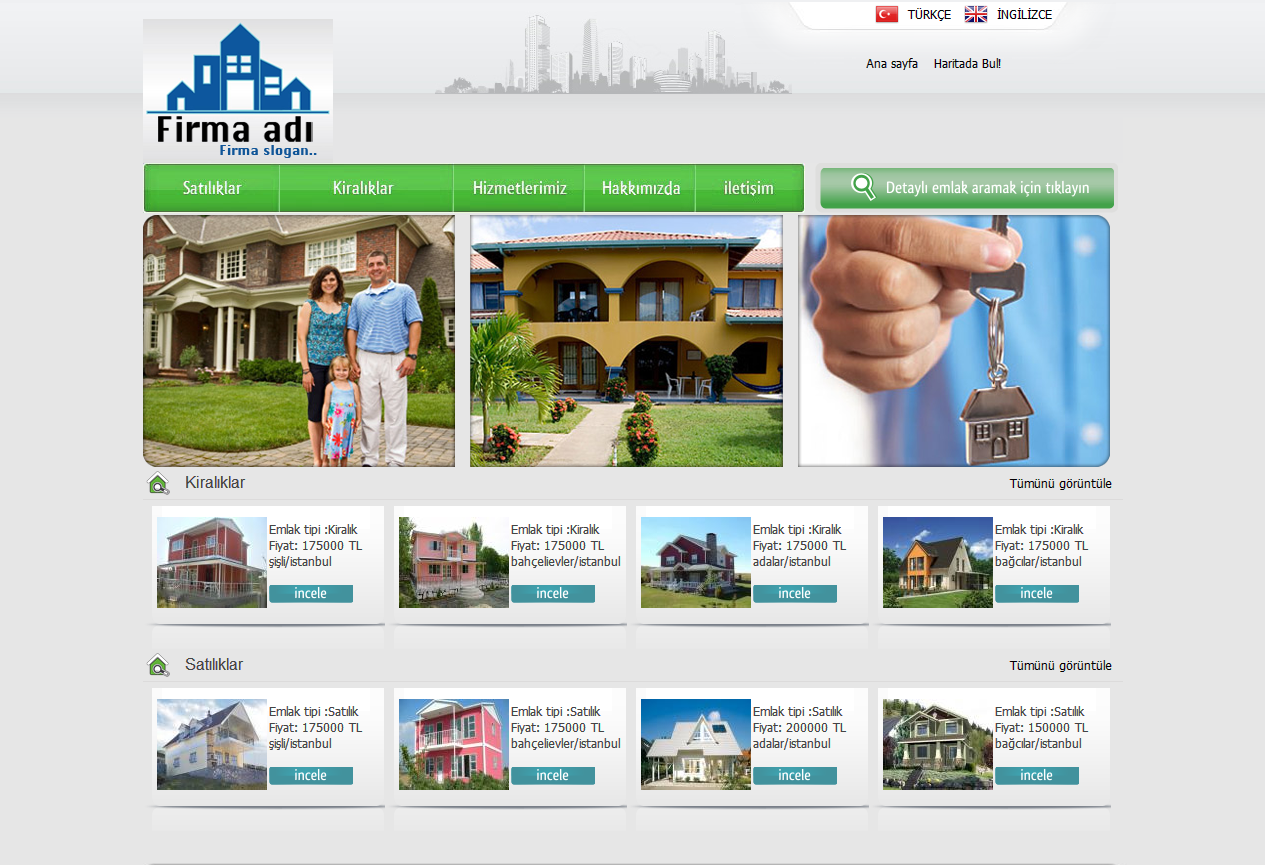 TÜRKÇE İNGİLİZCE
Ana sayfa Haritada Bul!
Firma adı
Firma slogan..
Satılıklar Kiralıklar Hizmetlerimiz Hakkımızda iletişim Detaylı emlak aramak için tıklayın
Kiralıklar Tümünü görüntüle
Emlak tipi :Kiralık
Fiyat: 175000 TL
şişli/istanbul
incele
Emlak tipi :Kiralık
Fiyat: 175000 TL
bahçelievler/istanbul
incele
Emlak tipi :Kiralık
Fiyat: 175000 TL
adalar/istanbul
incele
Emlak tipi :Kiralık
Fiyat: 175000 TL
bağcılar/istanbul
incele
Satılıklar Tümünü görüntüle
Emlak tipi :Satılık
Fiyat: 175000 TL
şişli/istanbul
incele
Emlak tipi :Satılık
Fiyat: 175000 TL
bahçelievler/istanbul
incele
Emlak tipi :Satılık
Fiyat: 200000 TL
adalar/istanbul
incele
Emlak tipi :Satılık
Fiyat: 150000 TL
bağcılar/istanbul
incele